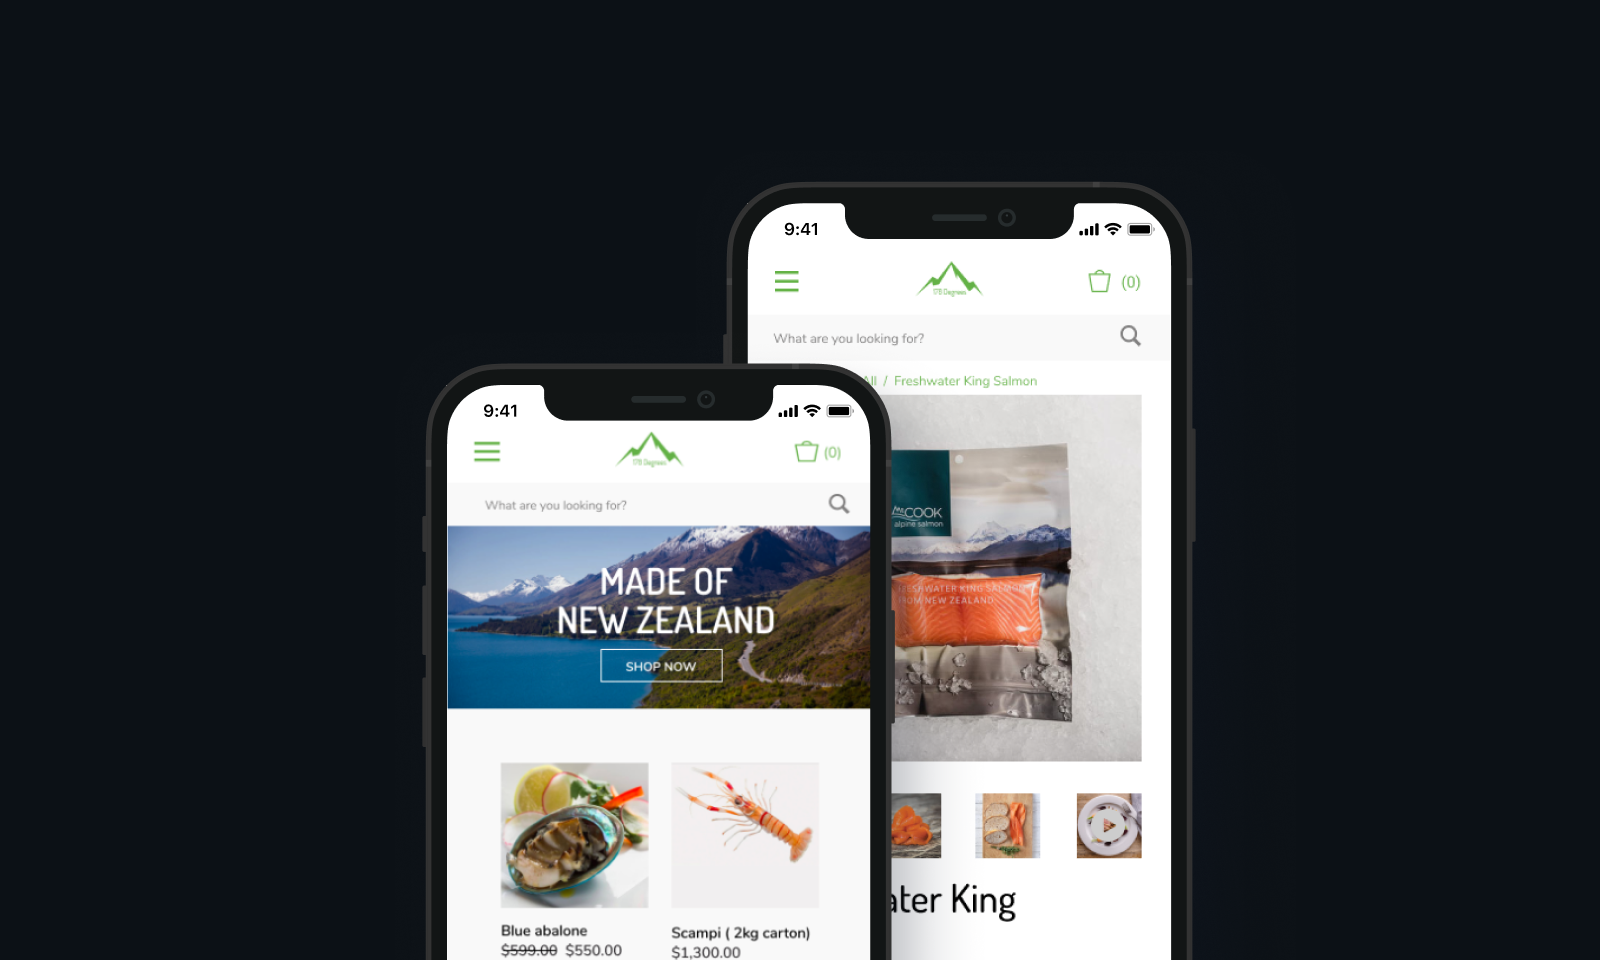 9:41
178 Degrees
(0)
What are you looking for?
MADE OF
NEW ZEALAND
SHOP NOW
Blue abalone
$599.00 $550.00
Scampi ( 2kg carton)
$1,300.00
9:41
178 Degrees
(0)
What are you looking for?
All / Freshwater King Salmon
COOK
alpine salmon
FRESHWATER KING SALMON
FROM NEW ZEALAND
ater King